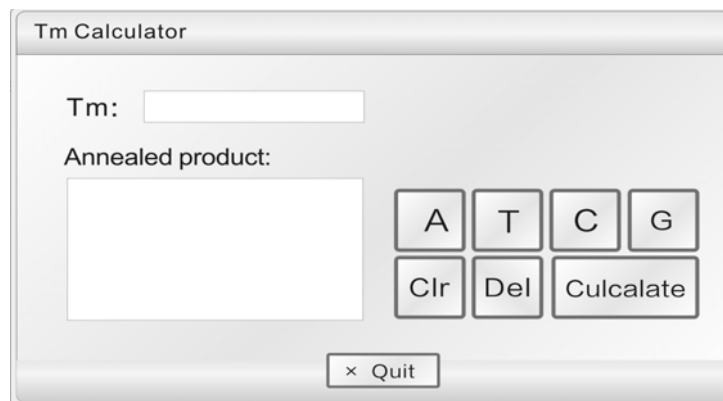 Tm Calculator
Tm:
Annealed product:
A T C G
Clr Del Culcalate
× Quit